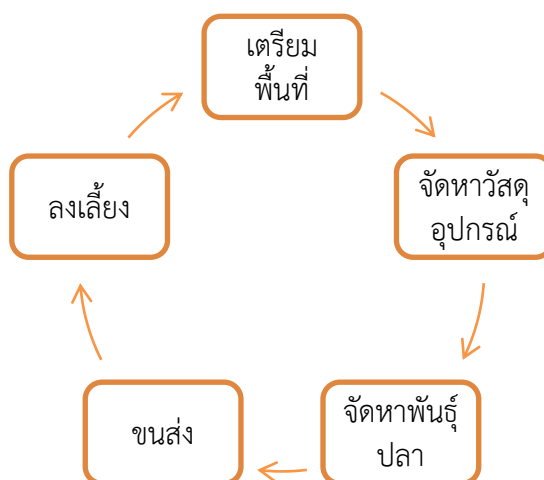 เตรียม
พื้นที่
จัดหาวัสดุ
อุปกรณ์
จัดหาพันธุ์
ปลา
ขนส่ง
ลงเลี้ยง